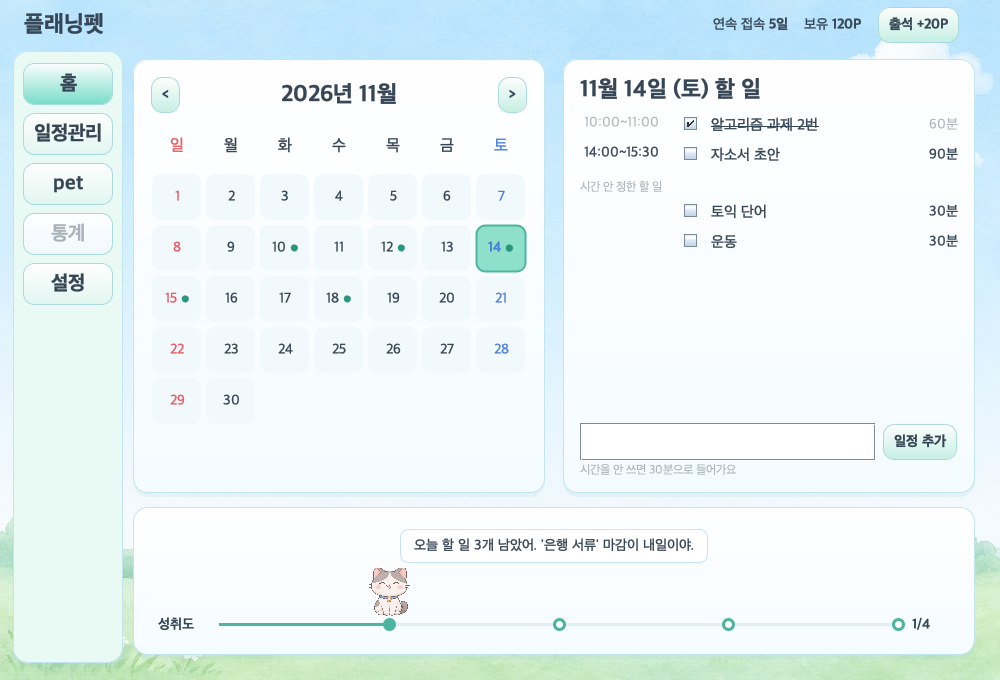 플래닝펫
연속 접속 5일 보유 120P 출석 +20P
홈
일정관리
pet
통계
설정
< 2026년 11월 >
일 월 화 수 목 금 토
1 2 3 4 5 6 7
8 9 10 11 12 13 14
15 16 17 18 19 20 21
22 23 24 25 26 27 28
29 30
11월 14일 (토) 할 일
10:00~11:00 알고리즘 과제 2번 60분
14:00~15:30 자소서 초안 90분
시간 안 정한 할 일
토익 단어 30분
운동 30분
일정 추가
시간을 안 쓰면 30분으로 들어가요
오늘 할 일 3개 남았어. '은행 서류' 마감이 내일이야.
성취도 1/4